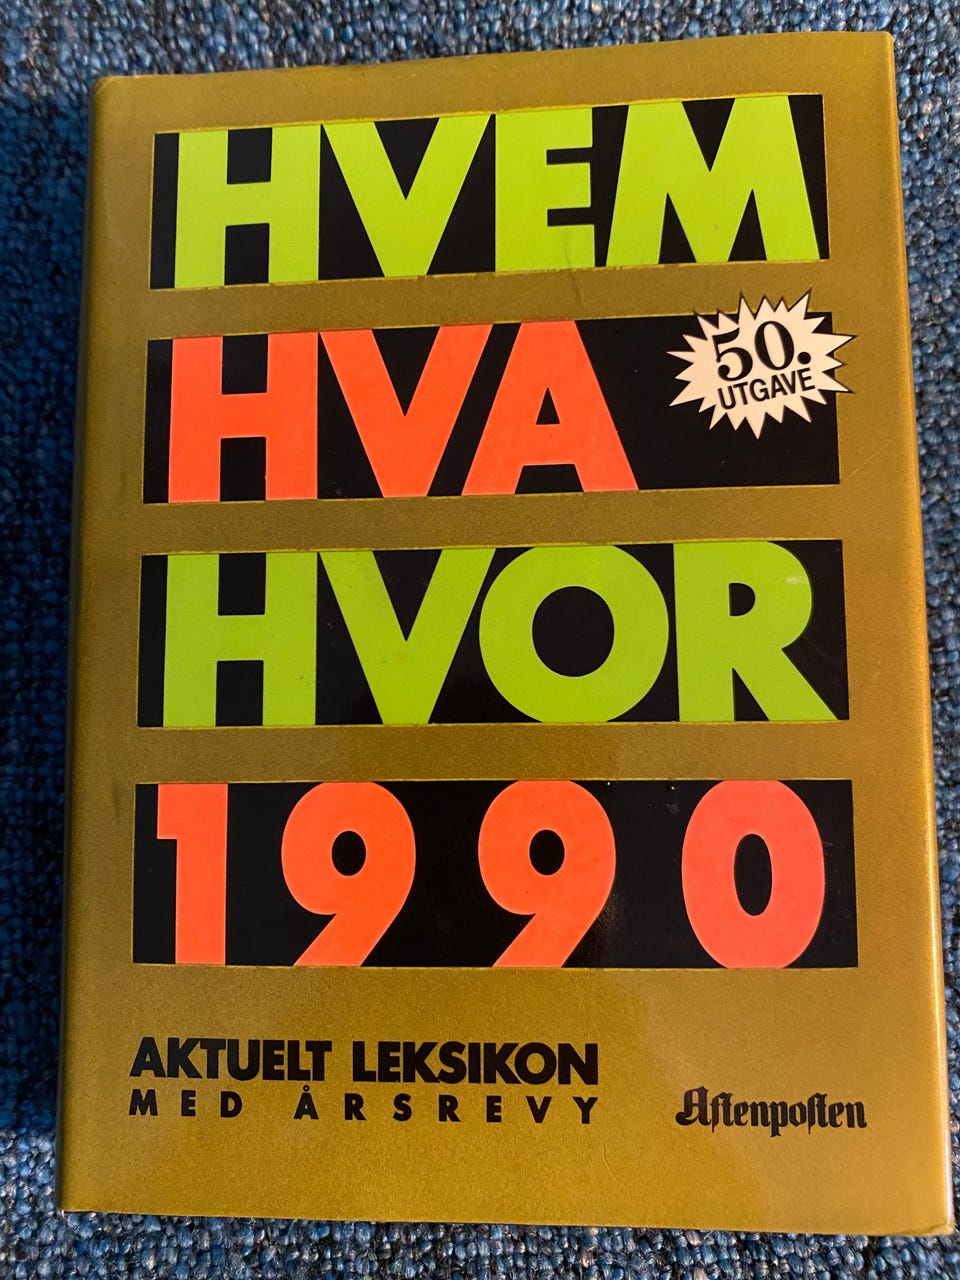 HVEM
HVA
50.
UTGAVE
HVOR
1990
AKTUELT LEKSIKON
MED ÅRSREVY
Aftenposten